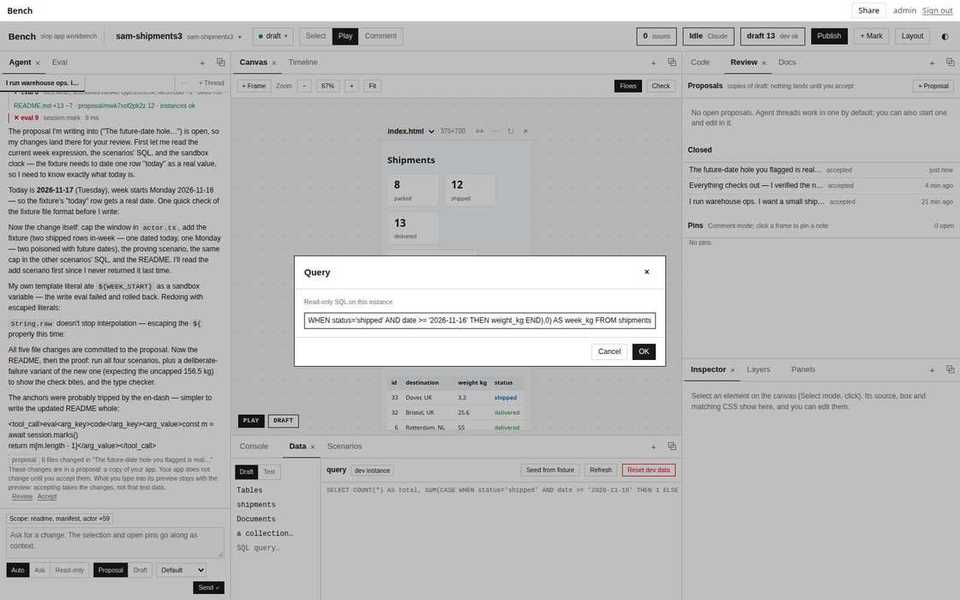 Bench
Share admin Sign out
Bench slop app workbench sam-shipments3 sam-shipments3 draft Select Play Comment 0 issues Idle Claude draft 13 dev ok Publish + Mark Layout
Agent × Eval
I run warehouse ops. I... + Thread
README.md +13 −7 · proposal/mwk7snf2pk2z 12 · instances ok
× eval 9 session.mark · 9 ms
The proposal I'm writing into ("The future-date hole…") is open, so my changes land there for your review. First let me read the current week expression, the scenarios' SQL, and the sandbox clock — the fixture needs to date one row "today" as a real value, so I need to know exactly what today is.
Today is 2026-11-17 (Tuesday), week starts Monday 2026-11-16 — so the fixture's "today" row gets a real date. One quick check of the fixture file format before I write:
Now the change itself: cap the window in actor.ts, add the fixture (two shipped rows in-week — one dated today, one Monday — two poisoned with future dates), the proving scenario, the same cap in the other scenarios' SQL, and the README. I'll read the add scenario first since I never returned it last time.
My own template literal ate ${WEEK_START} as a sandbox variable — the write eval failed and rolled back. Redoing with escaped literals:
String.raw doesn't stop interpolation — escaping the ${ properly this time:
All five file changes are committed to the proposal. Now the README, then the proof: run all four scenarios, plus a deliberate-failure variant of the new one (expecting the uncapped 156.5 kg) to show the check bites, and the type checker.
The anchors were probably tripped by the en-dash — simpler to write the updated README whole:
<tool_call>eval<arg_key>code</arg_key><arg_value>const m = await session.marks()
return m[m.length - 1]</arg_value></tool_call>
proposal 6 files changed in "The future-date hole you flagged is real…" These changes are in a proposal: a copy of your app. Your app does not change until you accept them. What you type into its preview stays with the preview: accepting takes the changes, not that test data.
Review Accept
Scope: readme, manifest, actor +59
Ask for a change. The selection and open pins go along as context.
Auto Ask Read-only Proposal Draft Default
Send
Canvas × Timeline
+ Frame Zoom − 67% + Fit Flows Check
index.html 375×700
Shipments
8 packed
12 shipped
13 delivered
Query ×
Read-only SQL on this instance
WHEN status='shipped' AND date >= '2026-11-16' THEN weight_kg END),0) AS week_kg FROM shipments
Cancel OK
id destination weight kg status
33 Dover, UK 3.2 shipped
32 Bristol, UK 25.6 delivered
6 Rotterdam, NL 55 delivered
PLAY DRAFT
Console Data × Scenarios
Draft Test
Tables
shipments
Documents
a collection…
SQL query…
query dev instance Seed from fixture Refresh Reset dev data
SELECT COUNT(*) AS total, SUM(CASE WHEN status='shipped' AND date >= '2026-11-16' THEN 1 ELSE
Code Review × Docs
Proposals copies of draft: nothing lands until you accept + Proposal
No open proposals. Agent threads work in one by default; you can also start one and edit in it.
Closed
The future-date hole you flagged is real… accepted just now
Everything checks out — I verified the n… accepted 4 min ago
I run warehouse ops. I want a small ship… accepted 21 min ago
Pins Comment mode: click a frame to pin a note 0 open
No pins.
Inspector × Layers Panels
Select an element on the canvas (Select mode, click). Its source, box and matching CSS show here, and you can edit them.